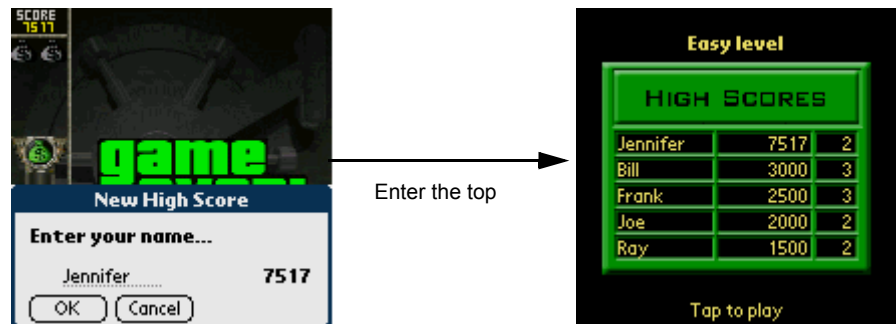 SCORE
7517
game
New High Score
Enter your name...
Jennifer 7517
OK Cancel
Enter the top
Easy level
HIGH SCORES
Jennifer 7517 2
Bill 3000 3
Frank 2500 3
Joe 2000 2
Ray 1500 2
Tap to play